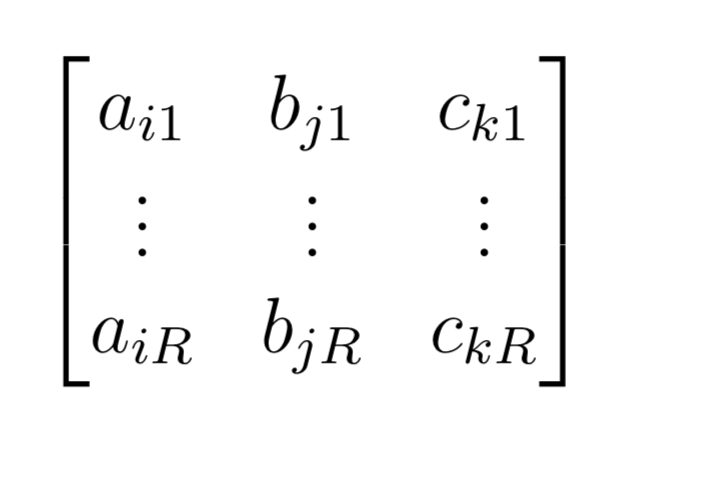 a_{i1} b_{j1} c_{k1}
⋮ ⋮ ⋮
a_{iR} b_{jR} c_{kR}